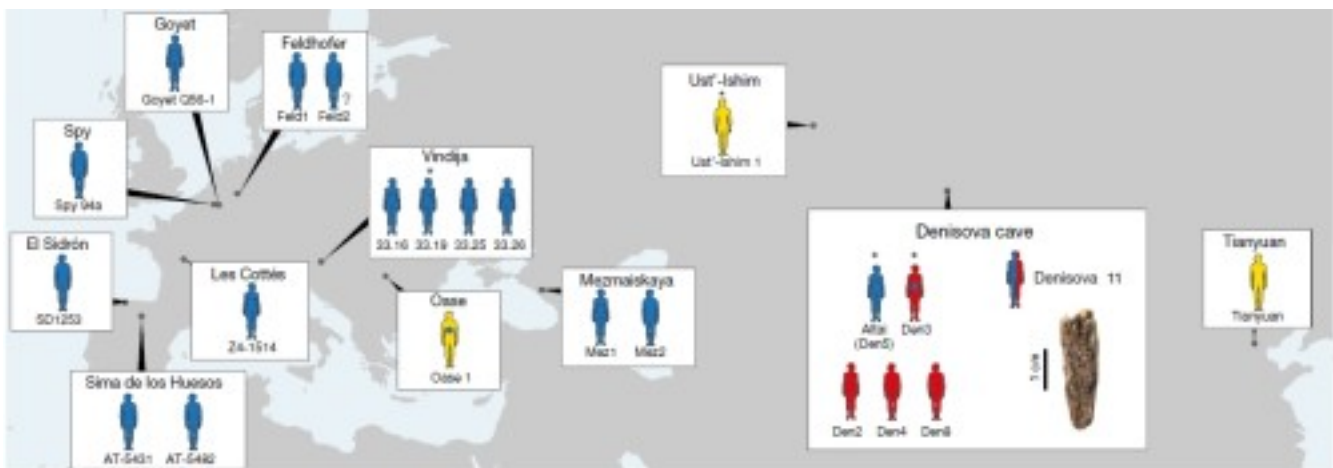 Goyet
Goyet Q56-1
Feldhofer
?
Feld1 Feld2
Spy
Spy 94a
Ust'-Ishim
*
Ust'-Ishim 1
Vindija
*
33.16 33.19 33.25 33.26
El Sidrón
SD1253
Les Cottés
Z4-1514
Oase
Oase 1
Mezmaiskaya
Mez1 Mez2
Sima de los Huesos
AT-5431 AT-5482
Denisova cave
* *
Altai
(Den5)
Den3
Denisova 11
1 cm
Den2 Den4 Den8
Tianyuan
Tianyuan